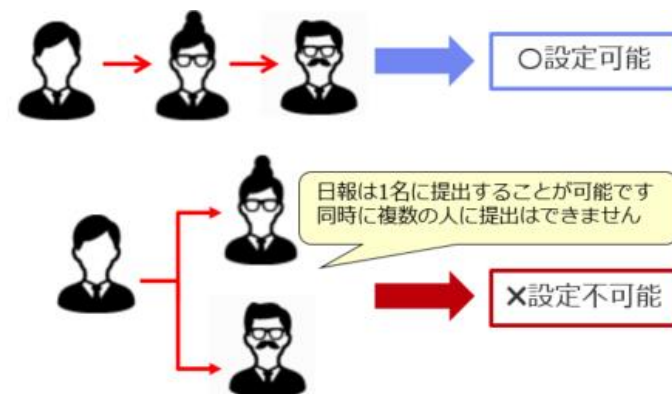 ○設定可能
日報は1名に提出することが可能です
同時に複数の人に提出はできません
×設定不可能